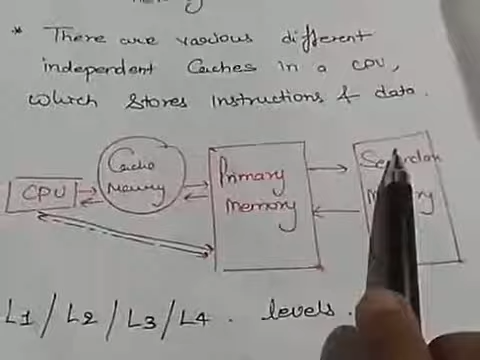 * There are various different
independent Caches in a CPU,
which stores instructions & data.
CPU
Cache
Memory
Primary
Memory
L1 / L2 / L3 / L4 . levels.